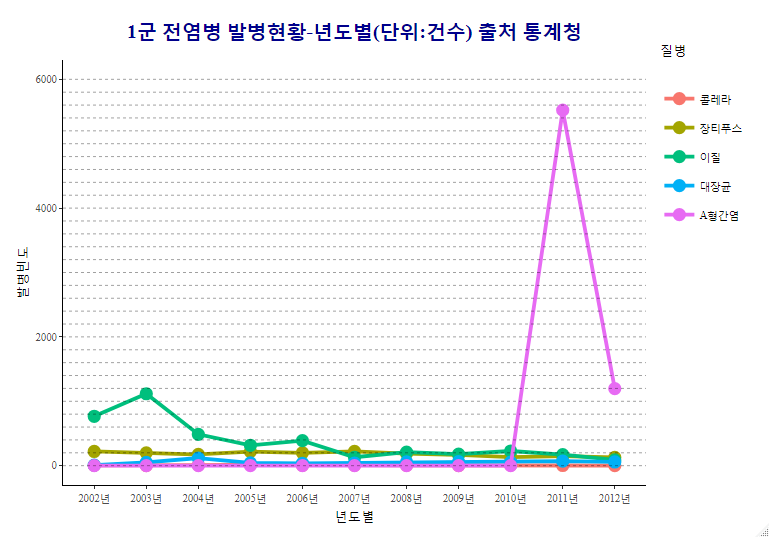 1군 전염병 발병현황-년도별(단위:건수) 출처 통계청
질병
콜레라
장티푸스
이질
대장균
A형간염
발병빈도
6000
4000
2000
0
2002년 2003년 2004년 2005년 2006년 2007년 2008년 2009년 2010년 2011년 2012년
년도별